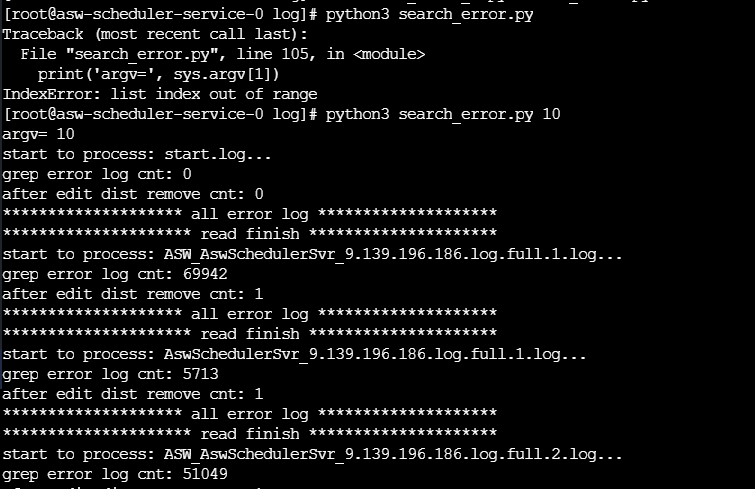 [root@asw-scheduler-service-0 log]# python3 search_error.py
Traceback (most recent call last):
  File "search_error.py", line 105, in <module>
    print('argv=', sys.argv[1])
IndexError: list index out of range
[root@asw-scheduler-service-0 log]# python3 search_error.py 10
argv= 10
start to process: start.log...
grep error log cnt: 0
after edit dist remove cnt: 0
******************** all error log ********************
********************* read finish *********************
start to process: ASW_AswSchedulerSvr_9.139.196.186.log.full.1.log...
grep error log cnt: 69942
after edit dist remove cnt: 1
******************** all error log ********************
********************* read finish *********************
start to process: AswSchedulerSvr_9.139.196.186.log.full.1.log...
grep error log cnt: 5713
after edit dist remove cnt: 1
******************** all error log ********************
********************* read finish *********************
start to process: ASW_AswSchedulerSvr_9.139.196.186.log.full.2.log...
grep error log cnt: 51049